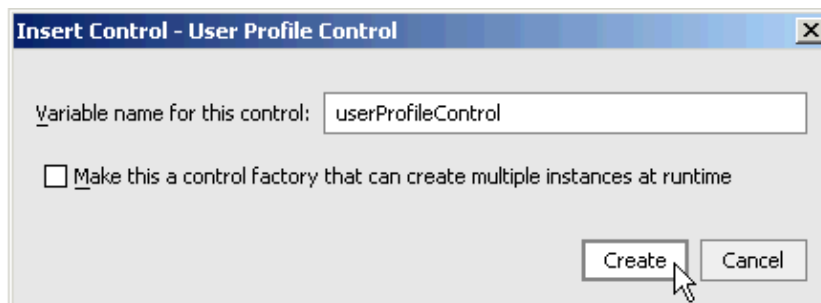 Insert Control - User Profile Control
Variable name for this control: userProfileControl
Make this a control factory that can create multiple instances at runtime
Create Cancel